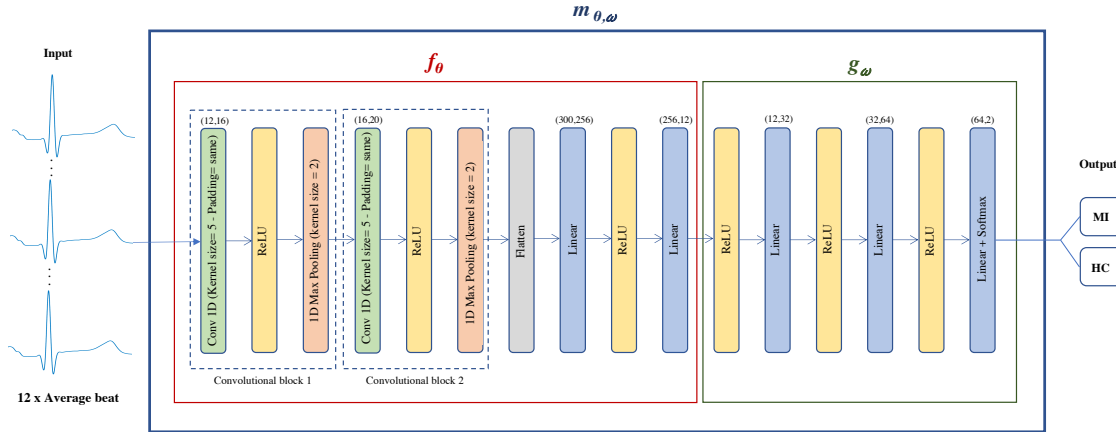 m θ,ω
Input
f θ
g ω
(12,16)
(16,20)
(300,256)
(256,12)
(12,32)
(32,64)
(64,2)
Conv 1D (Kernel size= 5 - Padding= same)
ReLU
1D Max Pooling (kernel size = 2)
Conv 1D (Kernel size= 5 - Padding= same)
ReLU
1D Max Pooling (kernel size = 2)
Flatten
Linear
ReLU
Linear
ReLU
Linear
ReLU
Linear
ReLU
Linear + Softmax
Output
MI
HC
Convolutional block 1
Convolutional block 2
12 x Average beat